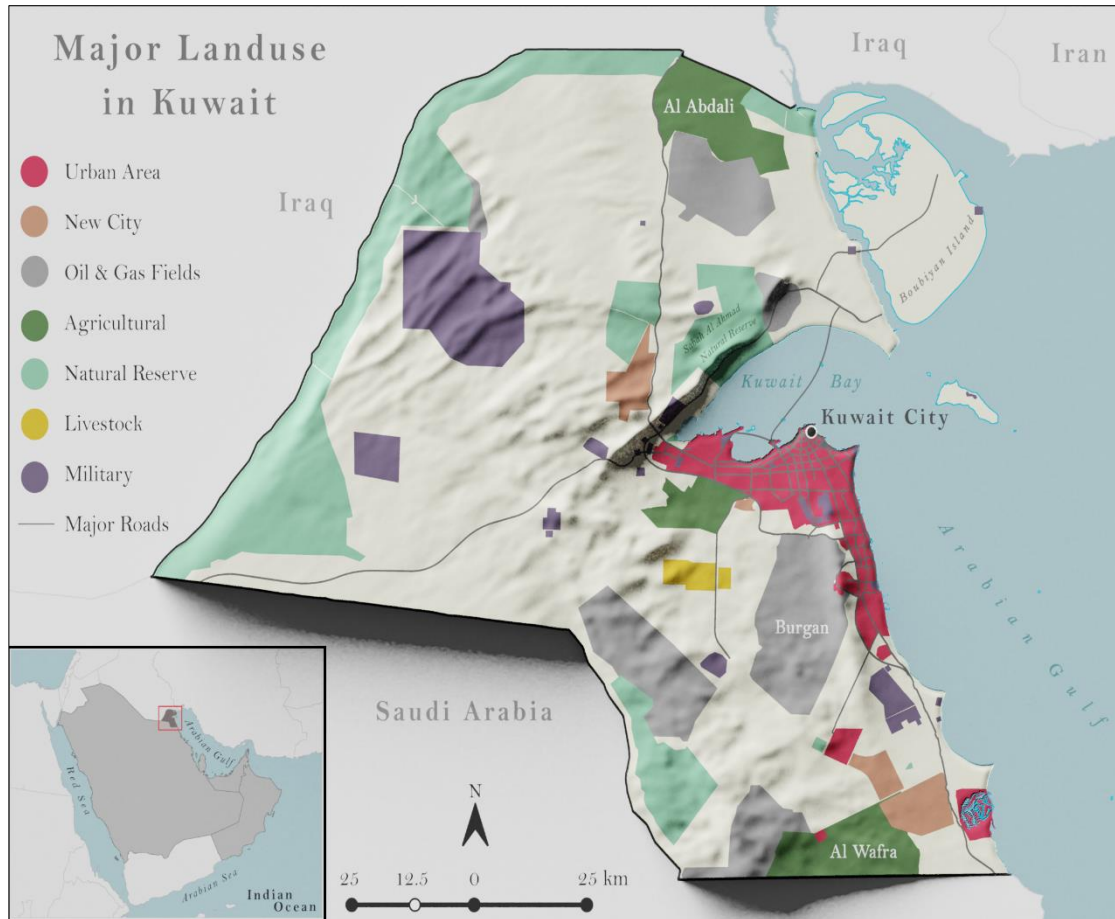 Major Landuse
in Kuwait
Urban Area
New City
Oil & Gas Fields
Agricultural
Natural Reserve
Livestock
Military
Major Roads
Iraq
Iran
Iraq
Al Abdali
Boubiyan Island
Sabah Al Ahmad
Natural Reserve
Kuwait Bay
Kuwait City
Arabian Gulf
Burgan
Saudi Arabia
Al Wafra
N
25 12.5 0 25 km
Red Sea
Arabian Gulf
Arabian Sea
Indian
Ocean